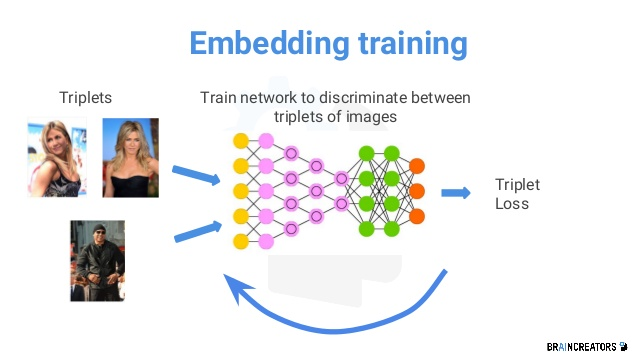 Embedding training
Triplets
Train network to discriminate between
triplets of images
Triplet
Loss
BRAINCREATORS